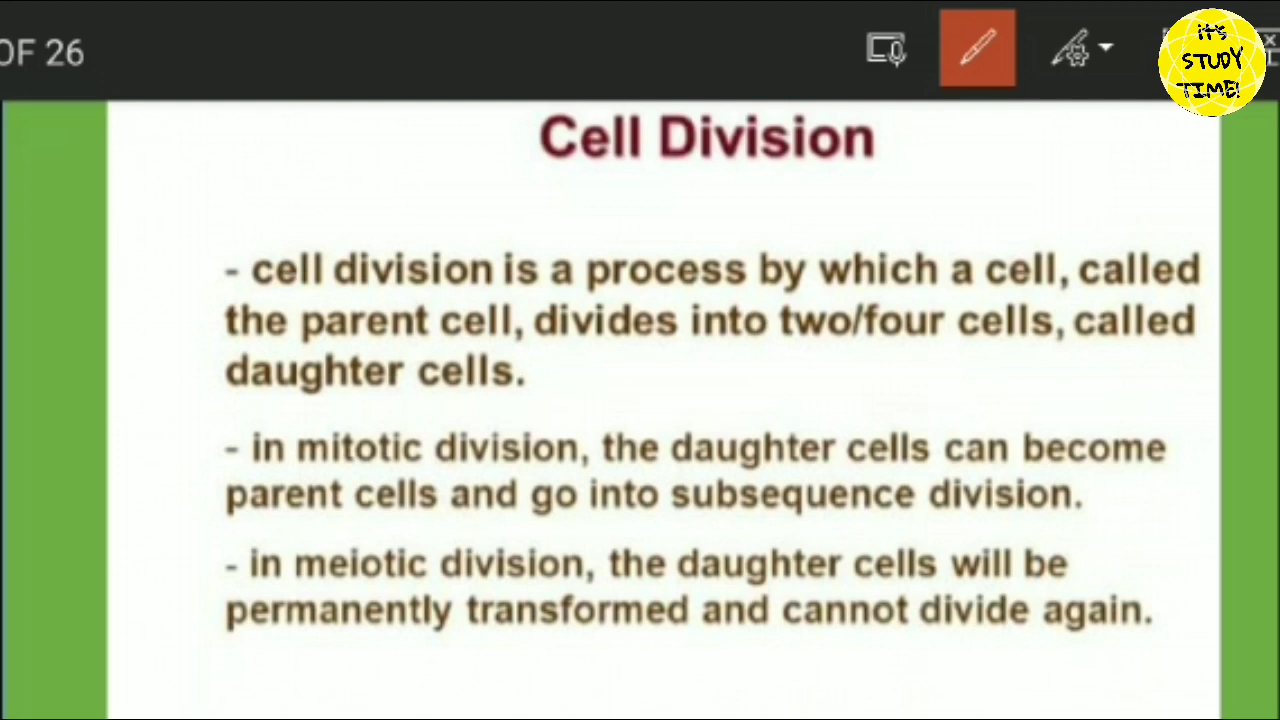 OF 26
iTS
STUDY
TIME!
Cell Division
- cell division is a process by which a cell, called
the parent cell, divides into two/four cells, called
daughter cells.
- in mitotic division, the daughter cells can become
parent cells and go into subsequence division.
- in meiotic division, the daughter cells will be
permanently transformed and cannot divide again.